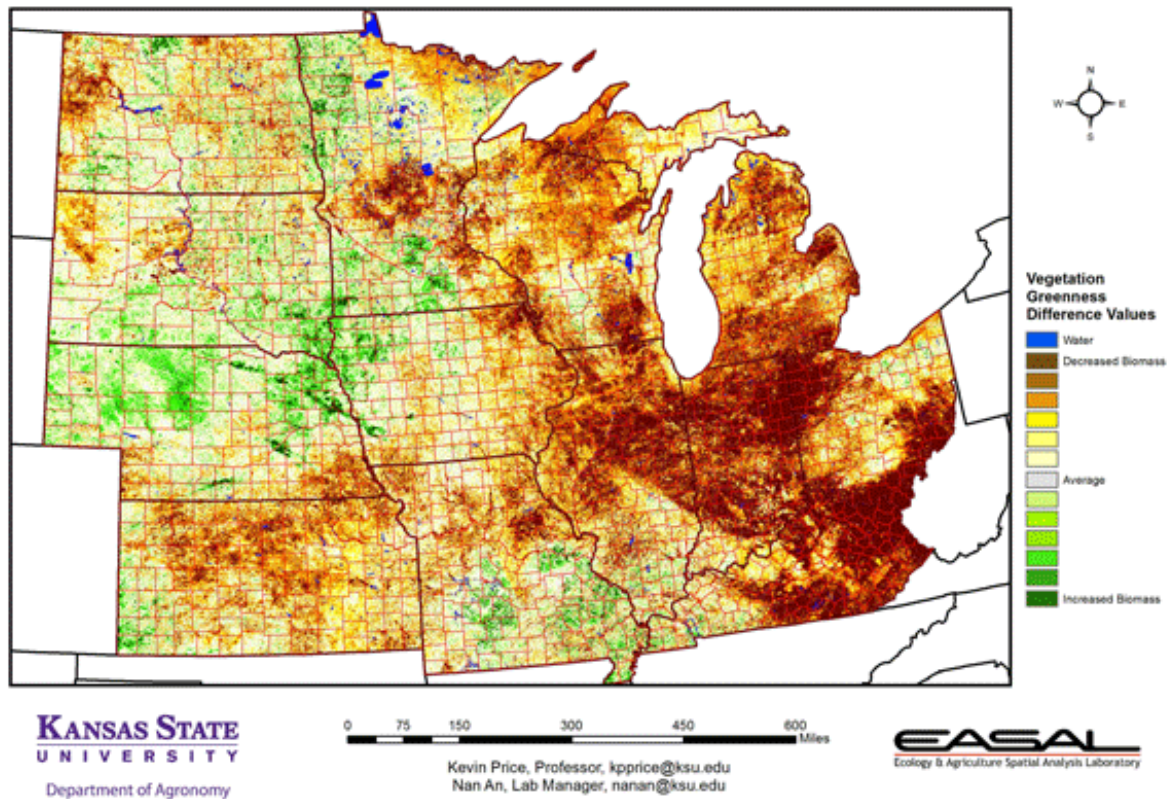 N
W
E
S
Vegetation
Greenness
Difference Values
Water
Decreased Biomass
Average
Increased Biomass
KANSAS STATE
UNIVERSITY
Department of Agronomy
0 75 150 300 450 600
Miles
Kevin Price, Professor, kpprice@ksu.edu
Nan An, Lab Manager, nanan@ksu.edu
EASAL
Ecology & Agriculture Spatial Analysis Laboratory